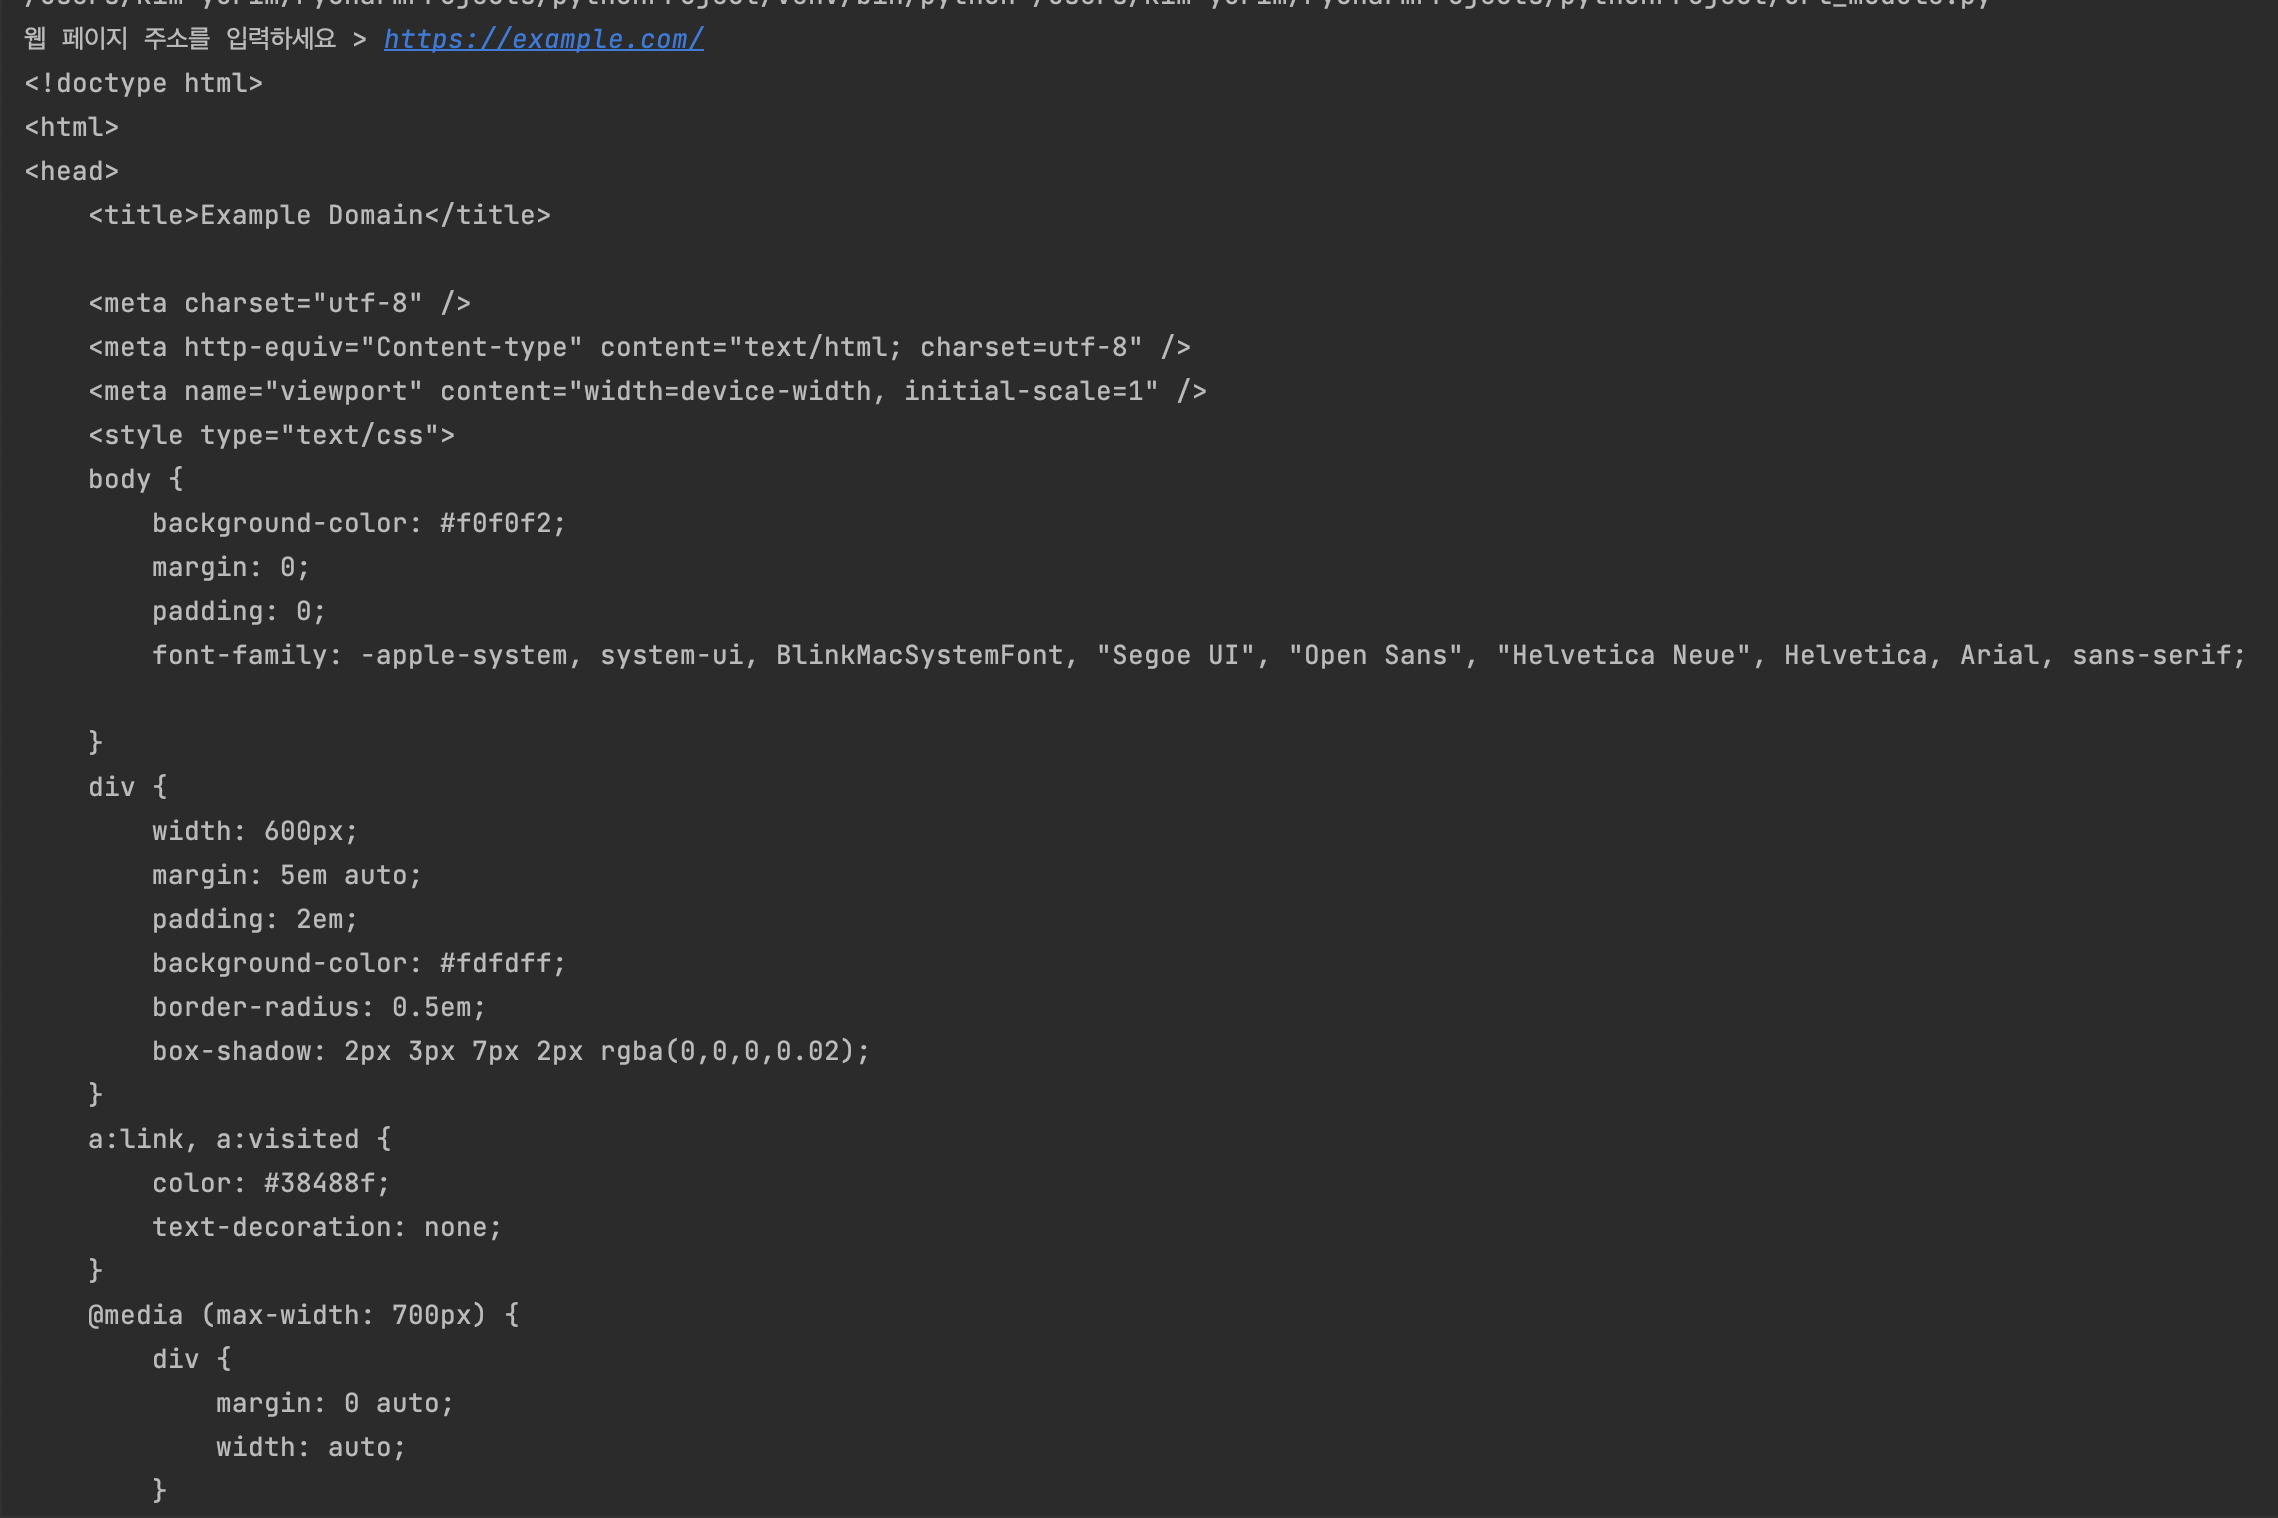 웹 페이지 주소를 입력하세요 > https://example.com/
<!doctype html>
<html>
<head>
    <title>Example Domain</title>

    <meta charset="utf-8" />
    <meta http-equiv="Content-type" content="text/html; charset=utf-8" />
    <meta name="viewport" content="width=device-width, initial-scale=1" />
    <style type="text/css">
    body {
        background-color: #f0f0f2;
        margin: 0;
        padding: 0;
        font-family: -apple-system, system-ui, BlinkMacSystemFont, "Segoe UI", "Open Sans", "Helvetica Neue", Helvetica, Arial, sans-serif;

    }
    div {
        width: 600px;
        margin: 5em auto;
        padding: 2em;
        background-color: #fdfdff;
        border-radius: 0.5em;
        box-shadow: 2px 3px 7px 2px rgba(0,0,0,0.02);
    }
    a:link, a:visited {
        color: #38488f;
        text-decoration: none;
    }
    @media (max-width: 700px) {
        div {
            margin: 0 auto;
            width: auto;
        }